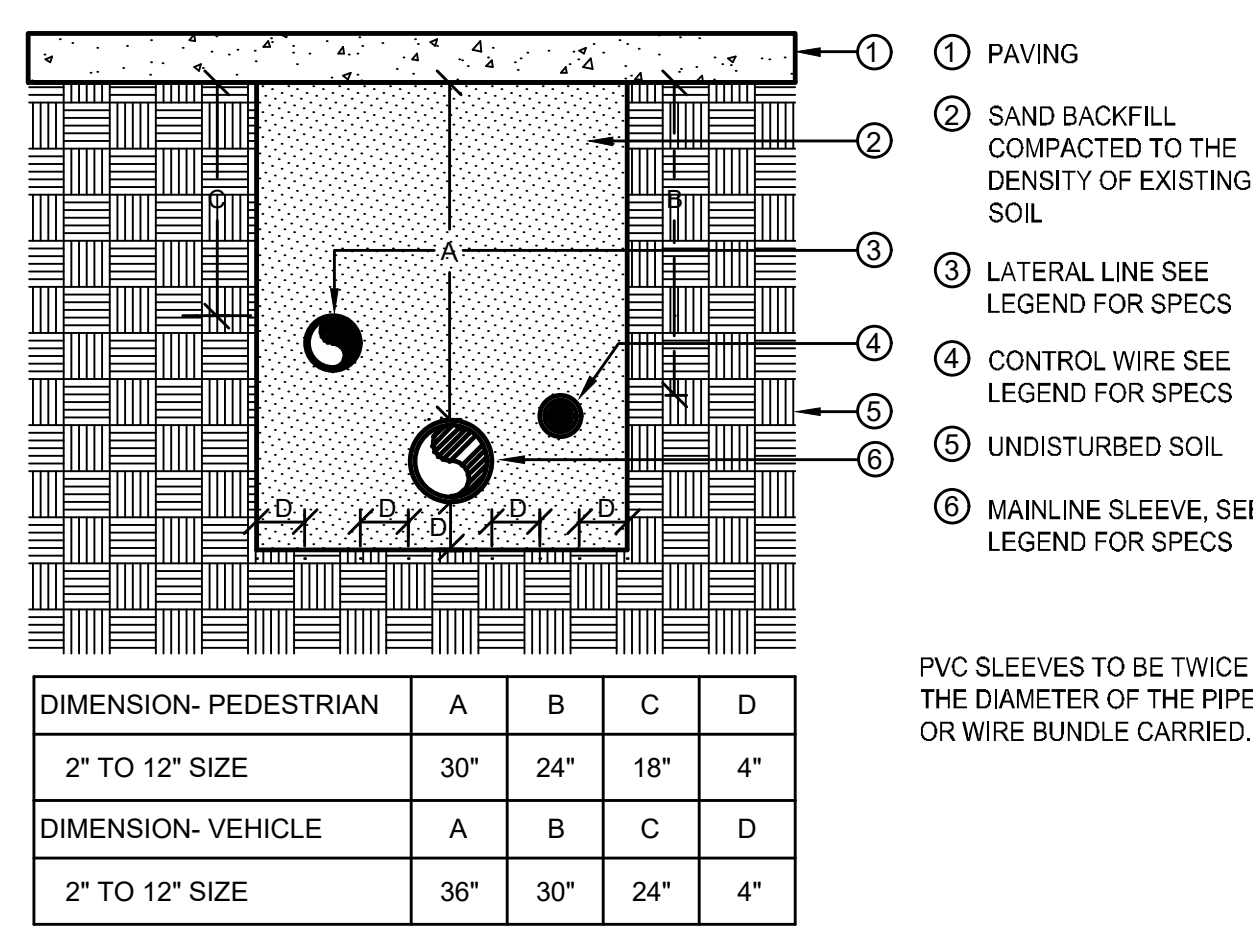 1
2
3
4
5
6
C
B
A
D
D
D
D
D
1 PAVING
2 SAND BACKFILL
COMPACTED TO THE
DENSITY OF EXISTING
SOIL
3 LATERAL LINE SEE
LEGEND FOR SPECS
4 CONTROL WIRE SEE
LEGEND FOR SPECS
5 UNDISTURBED SOIL
6 MAINLINE SLEEVE,
LEGEND FOR SPECS
PVC SLEEVES TO BE TWICE
THE DIAMETER OF THE PIPE
OR WIRE BUNDLE CARRIED.
DIMENSION- PEDESTRIAN A B C D
2" TO 12" SIZE 30" 24" 18" 4"
DIMENSION- VEHICLE A B C D
2" TO 12" SIZE 36" 30" 24" 4"